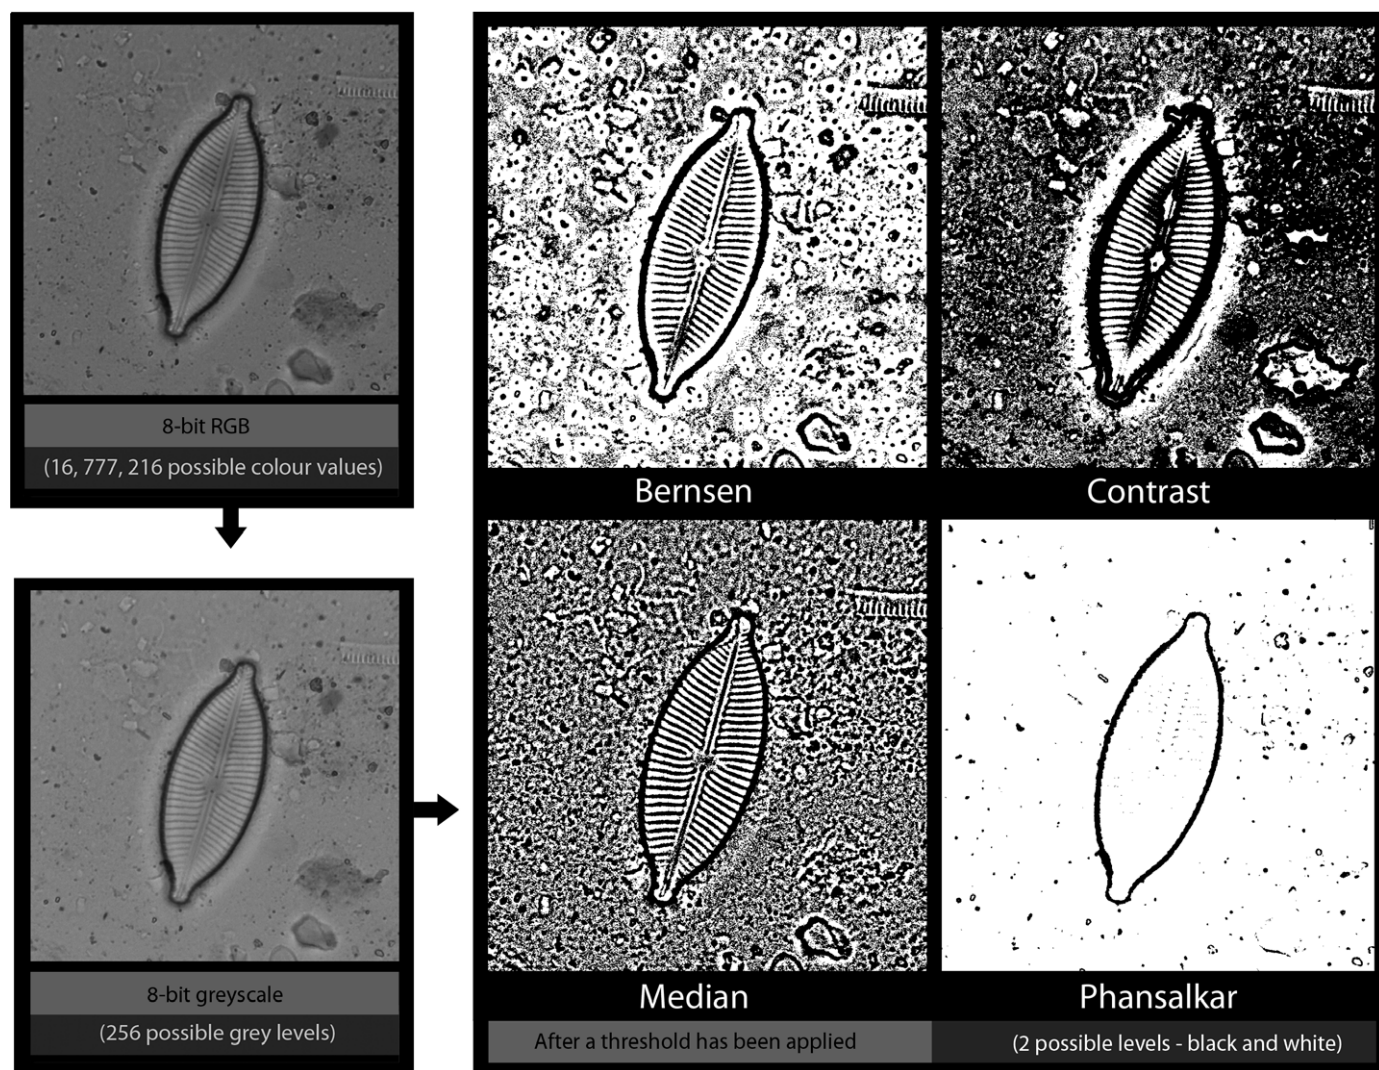 8-bit RGB
(16, 777, 216 possible colour values)
8-bit greyscale
(256 possible grey levels)
Bernsen
Contrast
Median
Phansalkar
After a threshold has been applied
(2 possible levels - black and white)